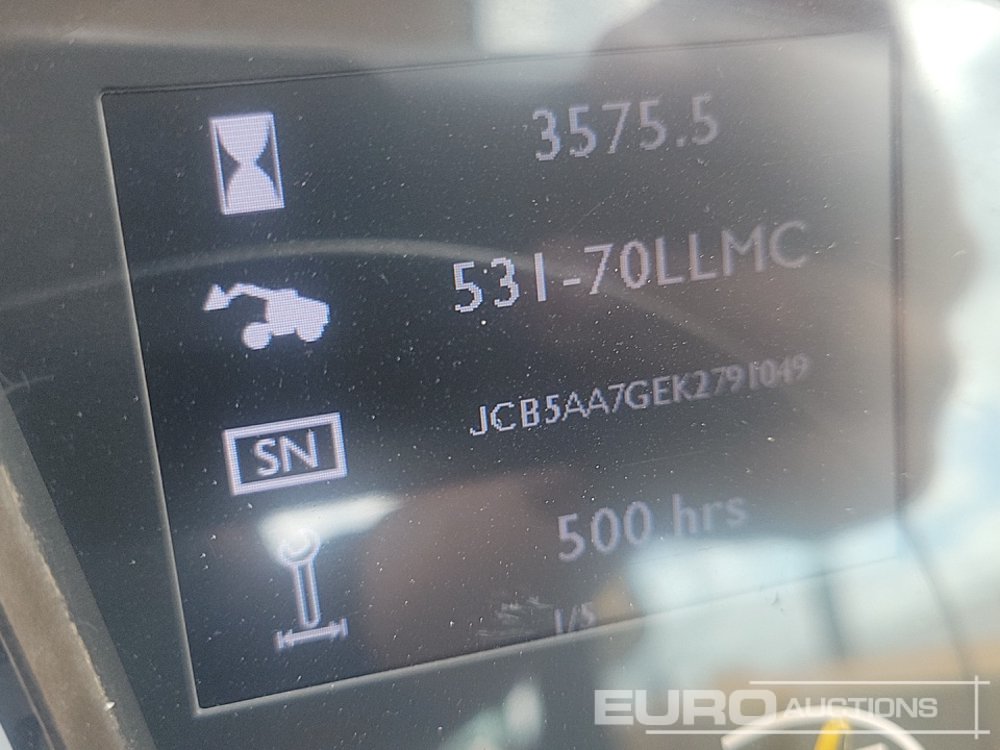 3575.5
531-70LLMC
JCB5AA7GEK2791049
SN
500 hrs
1/5
EURO AUCTIONS